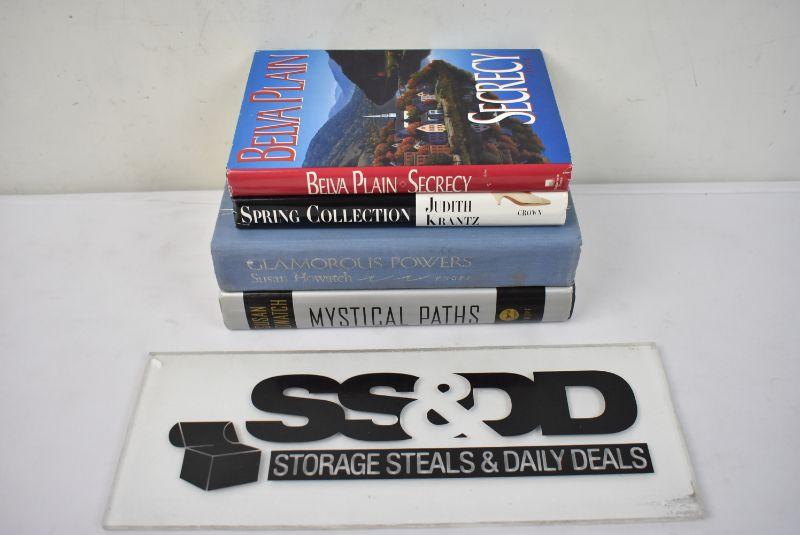 BELVA PLAIN
SECRECY
BELVA PLAIN SECRECY
SPRING COLLECTION
JUDITH
KRANTZ
CROWN
GLAMOROUS POWERS
Susan Howatch
SUSAN
HOWATCH
MYSTICAL PATHS
SS&DD
STORAGE STEALS & DAILY DEALS